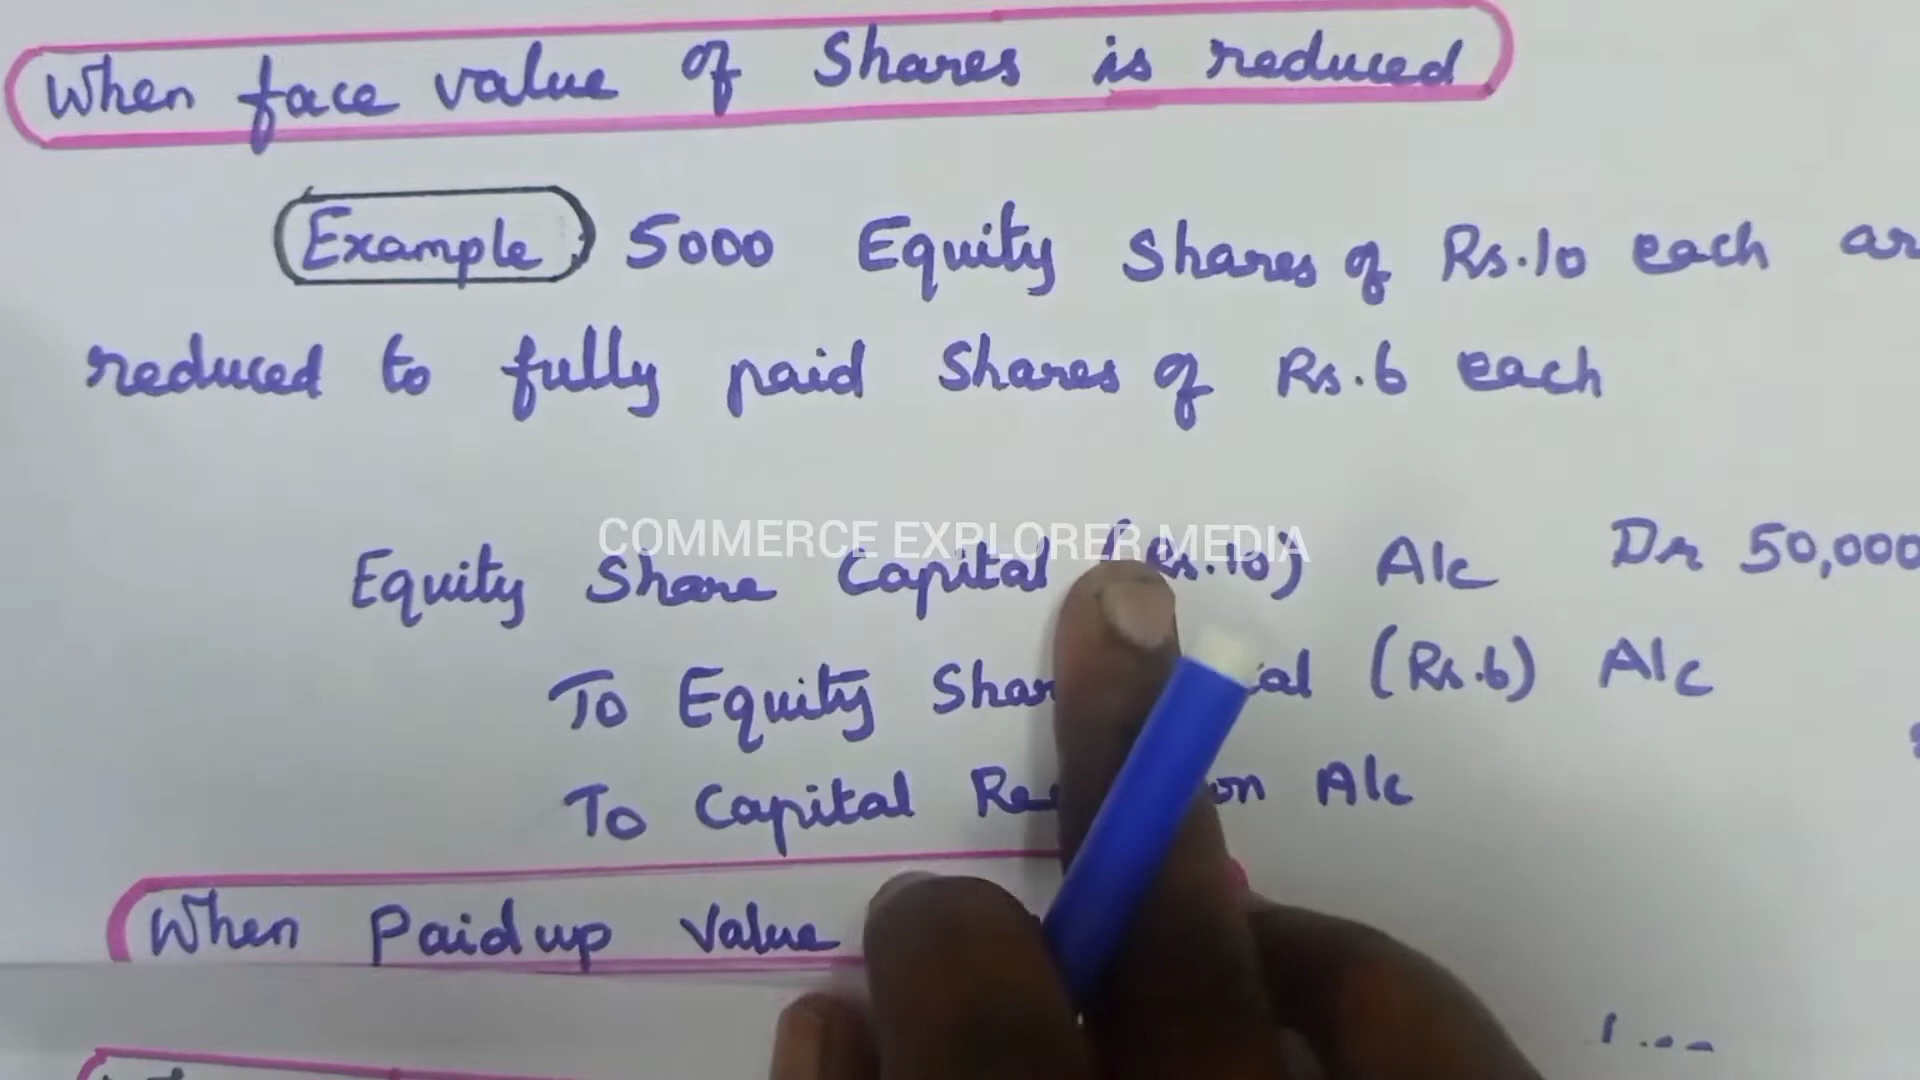 When face value of Shares is reduced
Example 5000 Equity Shares of Rs.10 each
reduced to fully paid Shares of Rs.6 each
COMMERCE EXPLORER MEDIA
Equity Share Capital (Rs.10) A/c Dr 50,000
To Equity (Rs.6) A/c
To Capital A/c
When Paidup Value